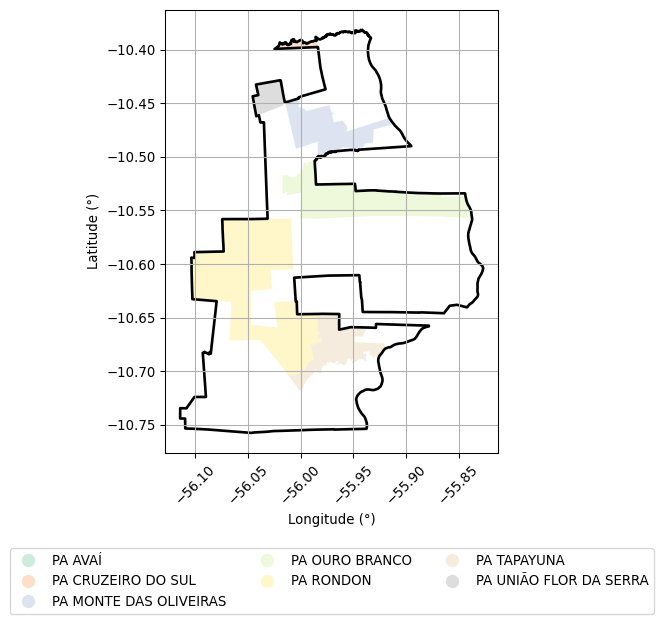 −10.40
−10.45
−10.50
−10.55
−10.60
−10.65
−10.70
−10.75
Latitude (°)
−56.10
−56.05
−56.00
−55.95
−55.90
−55.85
Longitude (°)
PA AVAÍ
PA CRUZEIRO DO SUL
PA MONTE DAS OLIVEIRAS
PA OURO BRANCO
PA RONDON
PA TAPAYUNA
PA UNIÃO FLOR DA SERRA